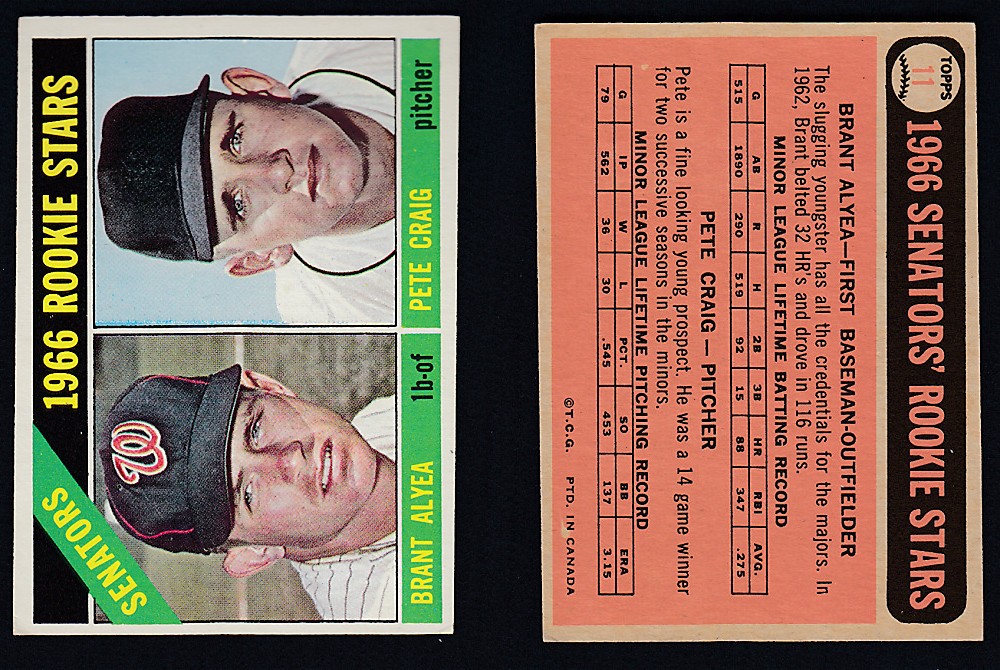 1966 ROOKIE STARS
SENATORS
W
PETE CRAIG pitcher
BRANT ALYEA 1b-of
TOPPS
11
1966 SENATORS' ROOKIE STARS
BRANT ALYEA—FIRST BASEMAN-OUTFIELDER
The slugging youngster has all the credentials for the majors. In
1962, Brant belted 32 HR's and drove in 116 runs.
MINOR LEAGUE LIFETIME BATTING RECORD
G AB R H 2B 3B HR RBI AVG.
515 1890 290 519 92 15 88 347 .275
PETE CRAIG — PITCHER
Pete is a fine looking young prospect. He was a 14 game winner
for two successive seasons in the minors.
MINOR LEAGUE LIFETIME PITCHING RECORD
G IP W L PCT. SO BB ERA
79 562 36 30 .545 453 137 3.15
©T.C.G. PTD. IN CANADA